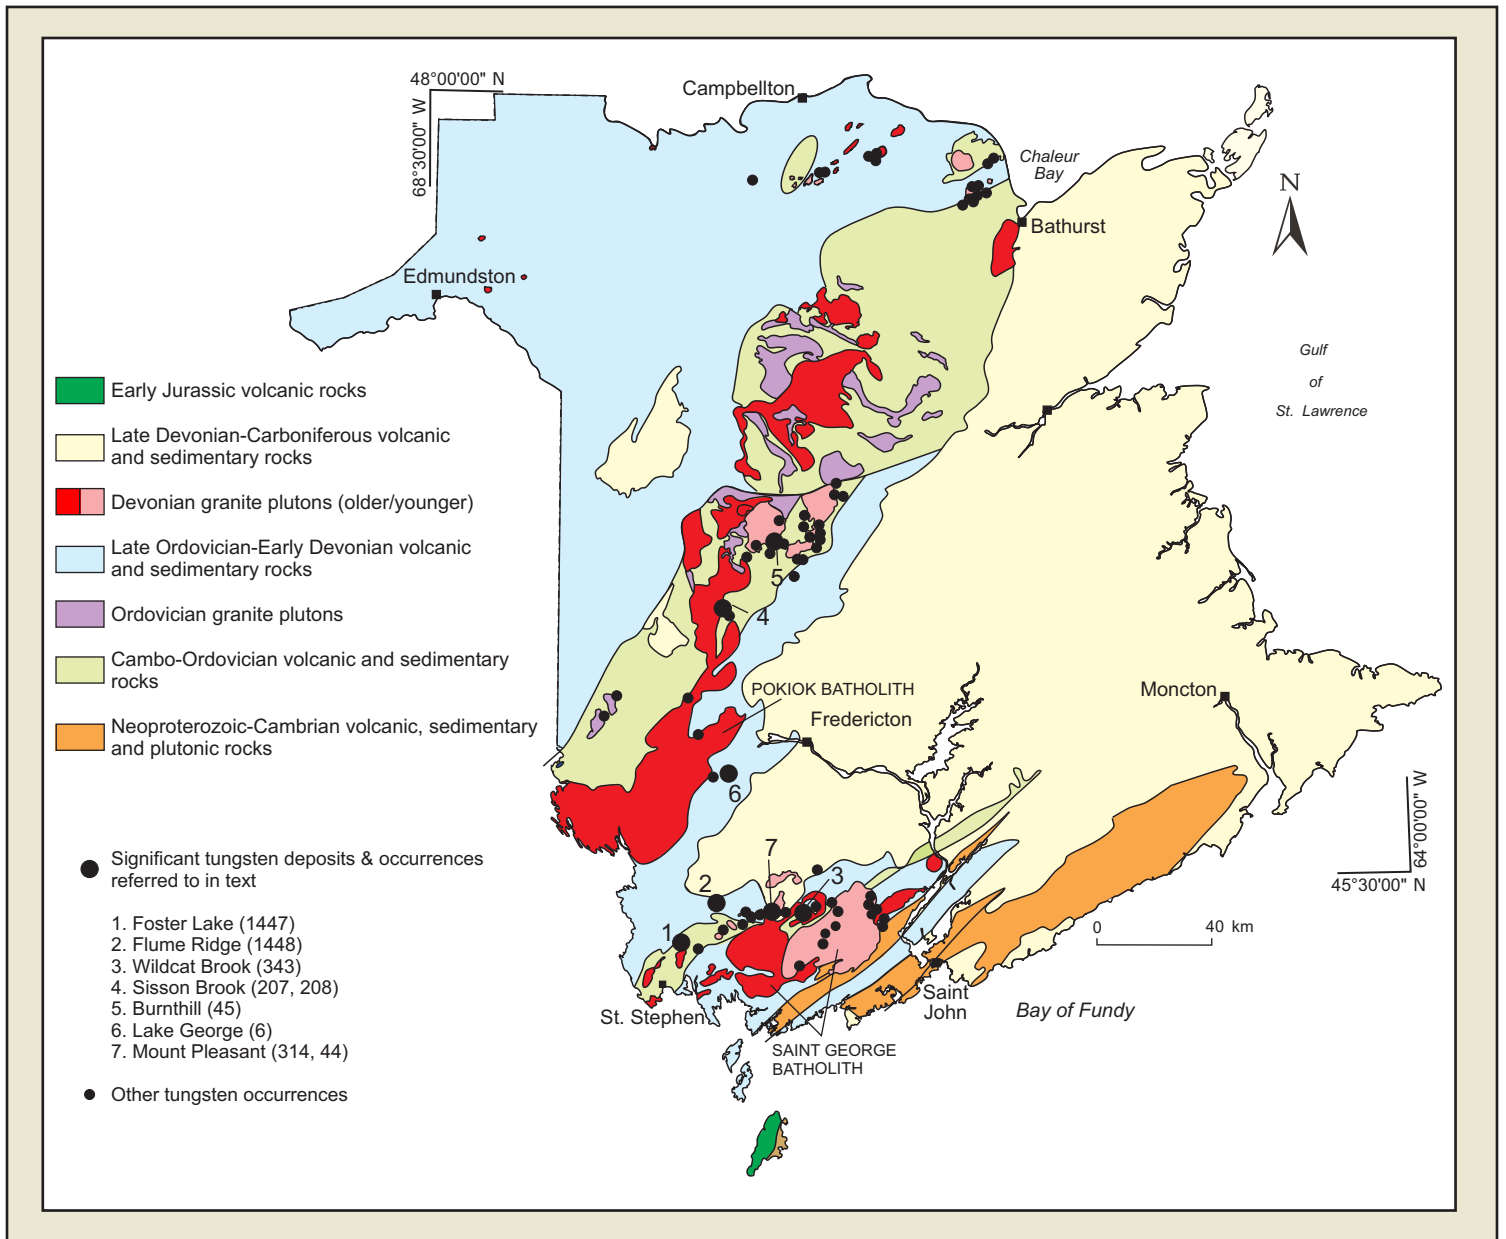 48°00'00" N
68°30'00" W
Campbellton
Chaleur
Bay
N
Bathurst
Edmundston
Gulf
of
St. Lawrence
Early Jurassic volcanic rocks
Late Devonian-Carboniferous volcanic
and sedimentary rocks
Devonian granite plutons (older/younger)
Late Ordovician-Early Devonian volcanic
and sedimentary rocks
Ordovician granite plutons
Cambo-Ordovician volcanic and sedimentary
rocks
Neoproterozoic-Cambrian volcanic, sedimentary
and plutonic rocks
5
4
POKIOK BATHOLITH
Fredericton
Moncton
6
64°00'00" W
45°30'00" N
7
3
2
1
0 40 km
Significant tungsten deposits & occurrences
referred to in text
1. Foster Lake (1447)
2. Flume Ridge (1448)
3. Wildcat Brook (343)
4. Sisson Brook (207, 208)
5. Burnthill (45)
6. Lake George (6)
7. Mount Pleasant (314, 44)
Other tungsten occurrences
St. Stephen
Saint
John
Bay of Fundy
SAINT GEORGE
BATHOLITH